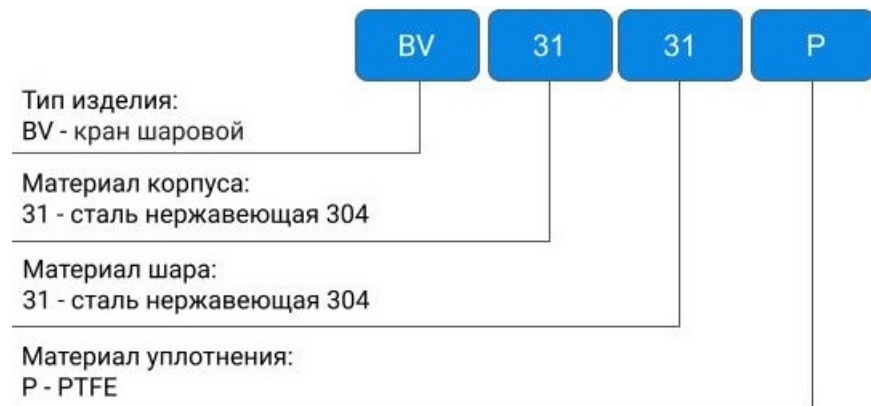 BV 31 31 P
Тип изделия:
BV - кран шаровой
Материал корпуса:
31 - сталь нержавеющая 304
Материал шара:
31 - сталь нержавеющая 304
Материал уплотнения:
P - PTFE